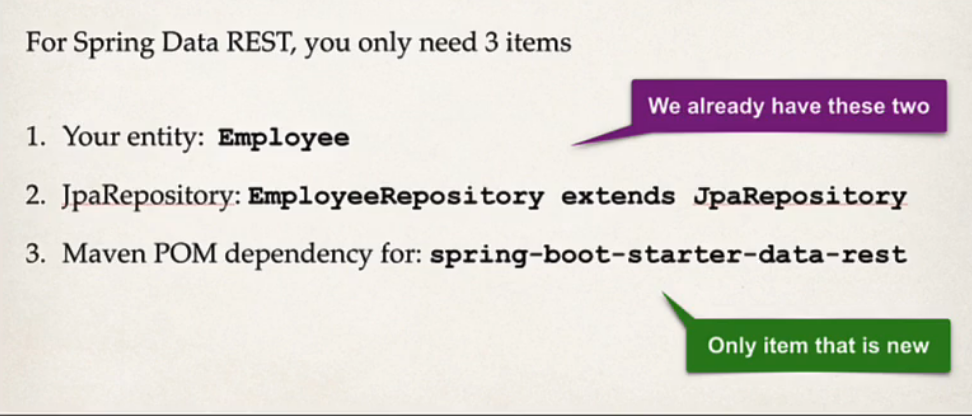 For Spring Data REST, you only need 3 items
We already have these two
1. Your entity: Employee
2. JpaRepository: EmployeeRepository extends JpaRepository
3. Maven POM dependency for: spring-boot-starter-data-rest
Only item that is new